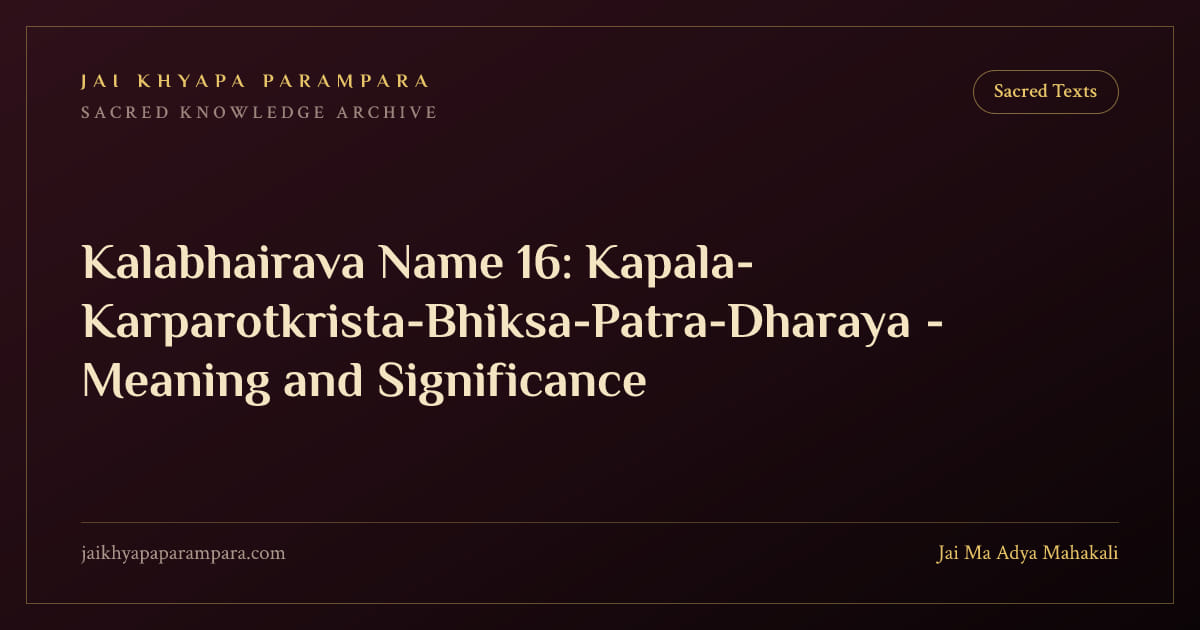 JAI KHYAPA PARAMPARA
SACRED KNOWLEDGE ARCHIVE
Sacred Texts
Kalabhairava Name 16: Kapala-
Karparotkrista-Bhiksa-Patra-Dharaya -
Meaning and Significance
jaikhyapaparampara.com
Jai Ma Adya Mahakali